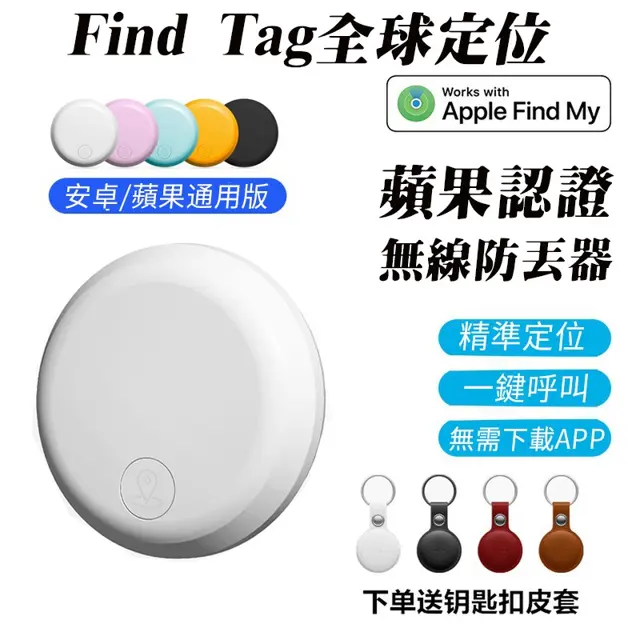 Find Tag全球定位
Works with
Apple Find My
安卓/蘋果通用版
蘋果認證
無線防丟器
精準定位
一鍵呼叫
無需下載APP
下单送钥匙扣皮套